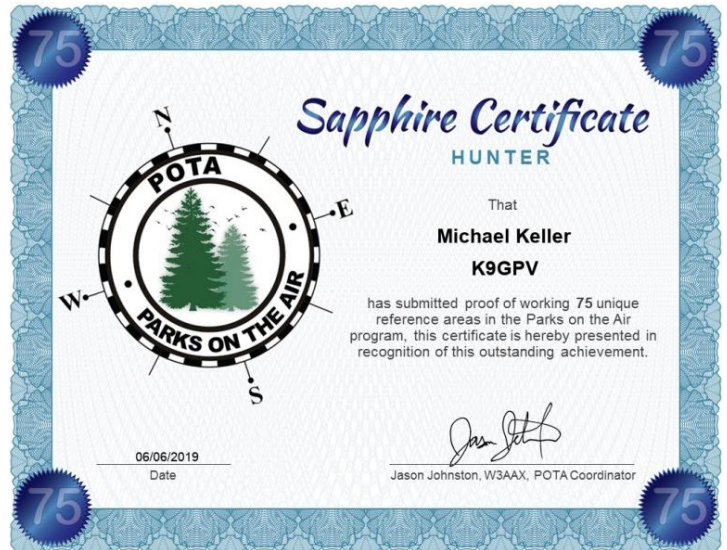 75
75
Sapphire Certificate
HUNTER
N
E
W
S
POTA
PARKS ON THE AIR
That
Michael Keller
K9GPV
has submitted proof of working 75 unique
reference areas in the Parks on the Air
program, this certificate is hereby presented in
recognition of this outstanding achievement.
06/06/2019
Date
Jason Johnston, W3AAX, POTA Coordinator
75
75